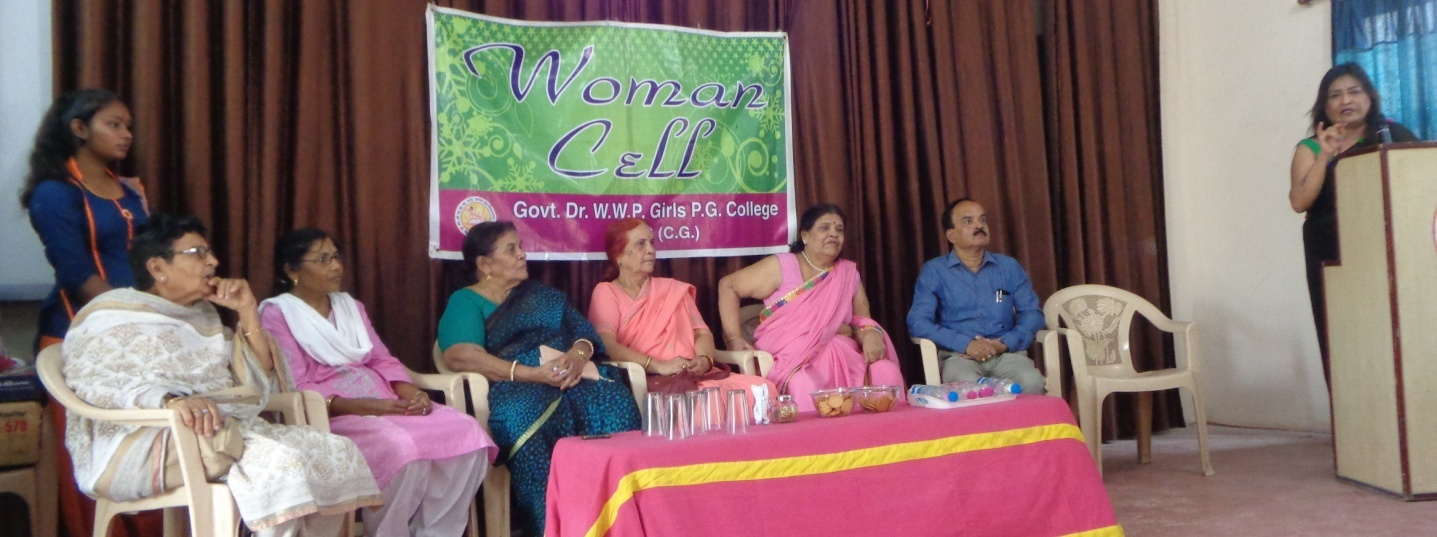 Woman
Cell
Govt. Dr. W.W.P. Girls P.G. College
(C.G.)